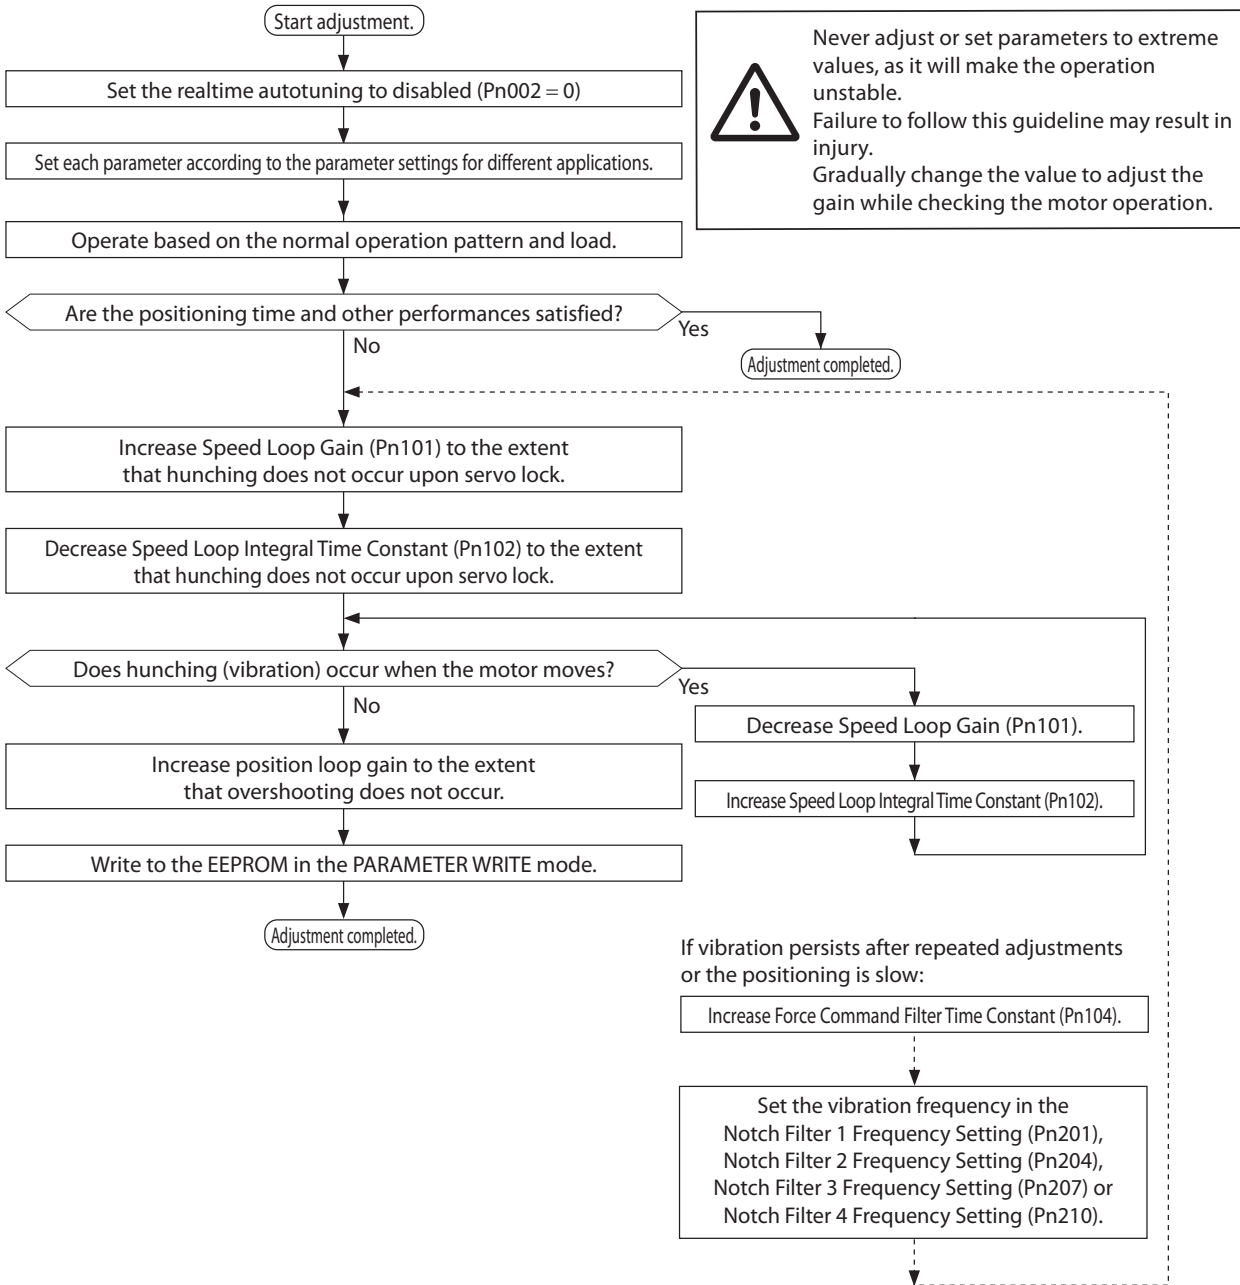 Start adjustment.
Never adjust or set parameters to extreme
values, as it will make the operation
unstable.
Failure to follow this guideline may result in
injury.
Gradually change the value to adjust the
gain while checking the motor operation.
Set the realtime autotuning to disabled (Pn002 = 0)
Set each parameter according to the parameter settings for different applications.
Operate based on the normal operation pattern and load.
Are the positioning time and other performances satisfied?
Yes
No
Adjustment completed.
Increase Speed Loop Gain (Pn101) to the extent
that hunching does not occur upon servo lock.
Decrease Speed Loop Integral Time Constant (Pn102) to the extent
that hunching does not occur upon servo lock.
Does hunching (vibration) occur when the motor moves?
Yes
No
Decrease Speed Loop Gain (Pn101).
Increase Speed Loop Integral Time Constant (Pn102).
Increase position loop gain to the extent
that overshooting does not occur.
Write to the EEPROM in the PARAMETER WRITE mode.
Adjustment completed.
If vibration persists after repeated adjustments
or the positioning is slow:
Increase Force Command Filter Time Constant (Pn104).
Set the vibration frequency in the
Notch Filter 1 Frequency Setting (Pn201),
Notch Filter 2 Frequency Setting (Pn204),
Notch Filter 3 Frequency Setting (Pn207) or
Notch Filter 4 Frequency Setting (Pn210).